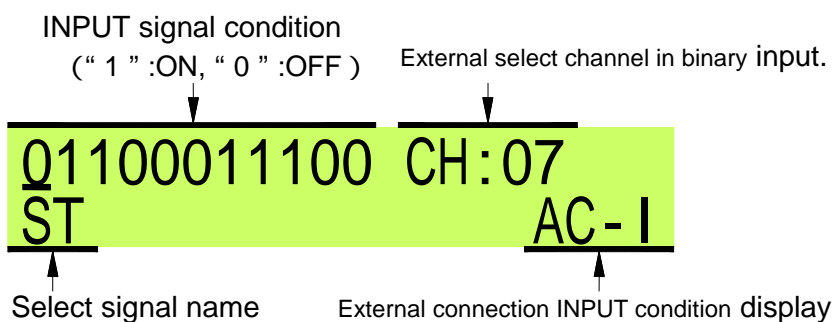 INPUT signal condition
(“ 1 ” :ON, “ 0 ” :OFF )
External select channel in binary input.
01100011100 CH:07
ST AC-I
Select signal name
External connection INPUT condition display